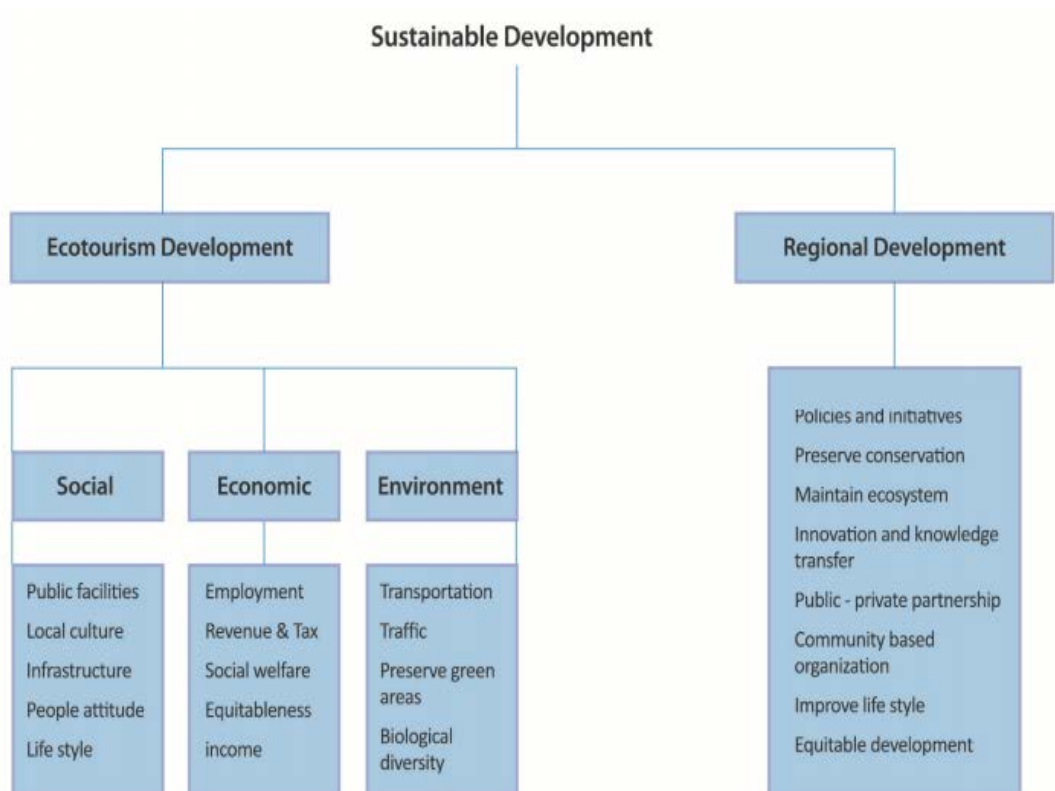 Sustainable Development
Ecotourism Development
Regional Development
Social
Economic
Environment
Public facilities
Local culture
Infrastructure
People attitude
Life style
Employment
Revenue & Tax
Social welfare
Equitableness
income
Transportation
Traffic
Preserve green
areas
Biological
diversity
Policies and initiatives
Preserve conservation
Maintain ecosystem
Innovation and knowledge
transfer
Public - private partnership
Community based
organization
Improve life style
Equitable development